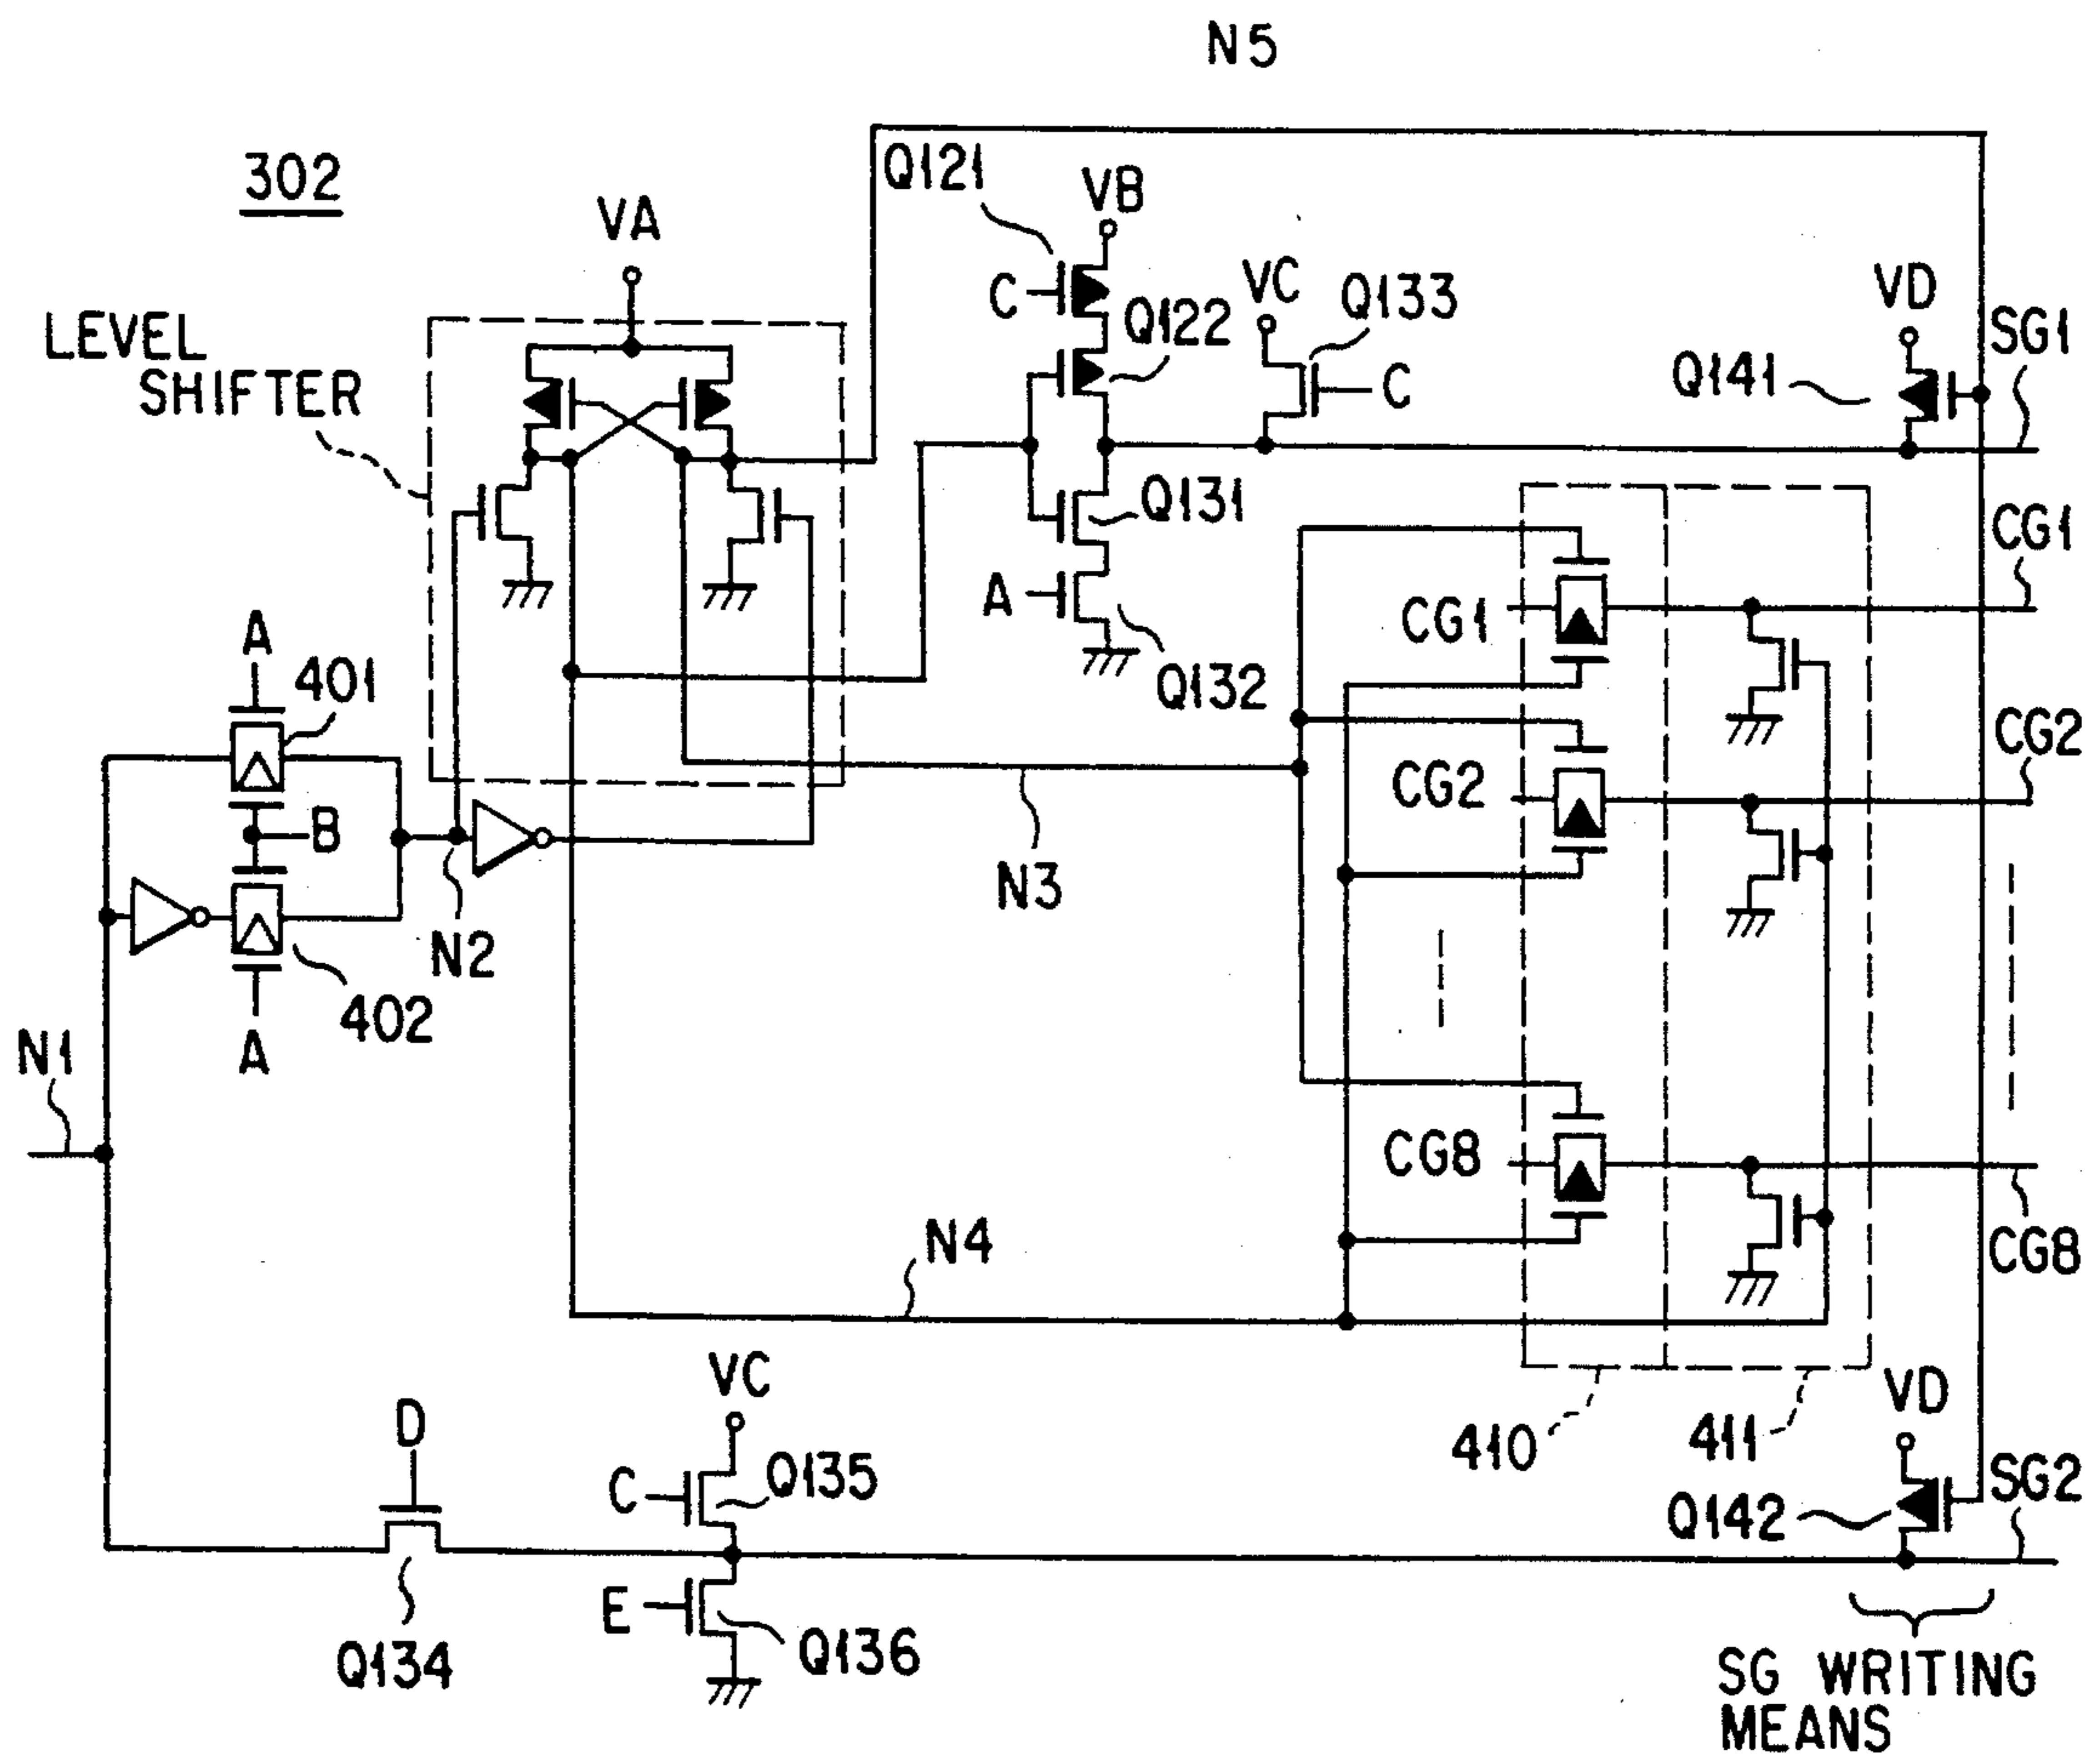 N5
302
Q121
VB
VA
C
VC
Q133
VD
SG1
LEVEL
SHIFTER
Q122
C
Q141
Q131
CG1
A
CG1
A
401
Q132
CG2
CG2
B
N3
N2
402
A
N1
CG8
N4
CG8
VC
VD
D
410
411
C
Q135
SG2
Q142
E
Q134
Q136
SG WRITING
MEANS